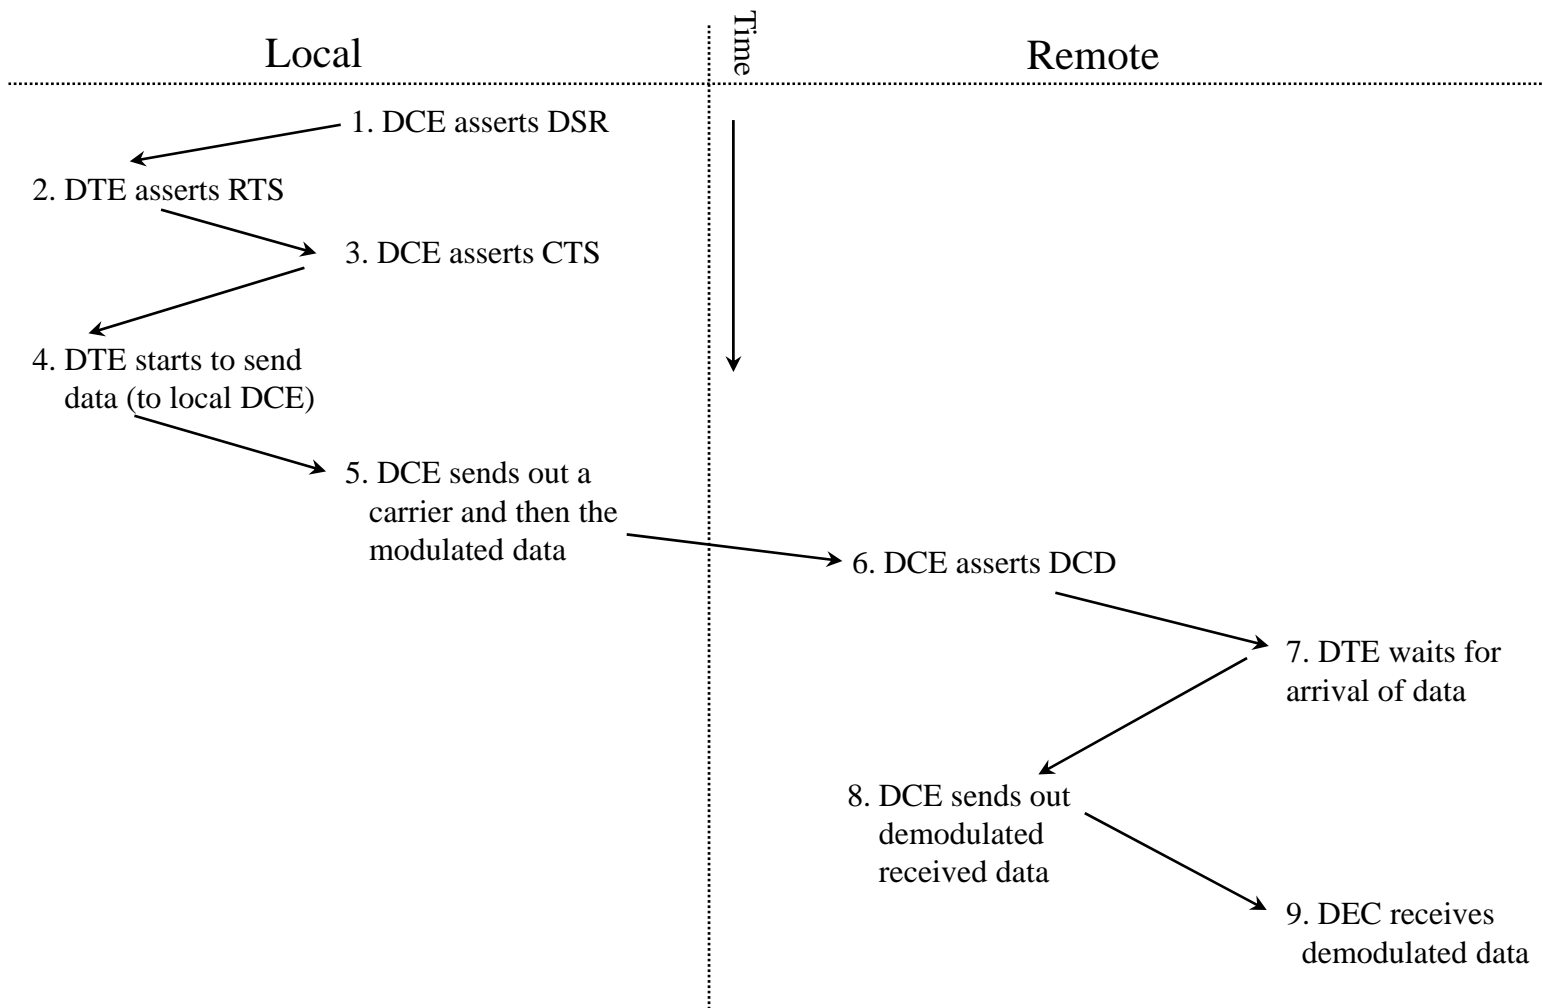 Local
Time
Remote
1. DCE asserts DSR
2. DTE asserts RTS
3. DCE asserts CTS
4. DTE starts to send
data (to local DCE)
5. DCE sends out a
carrier and then the
modulated data
6. DCE asserts DCD
7. DTE waits for
arrival of data
8. DCE sends out
demodulated
received data
9. DEC receives
demodulated data